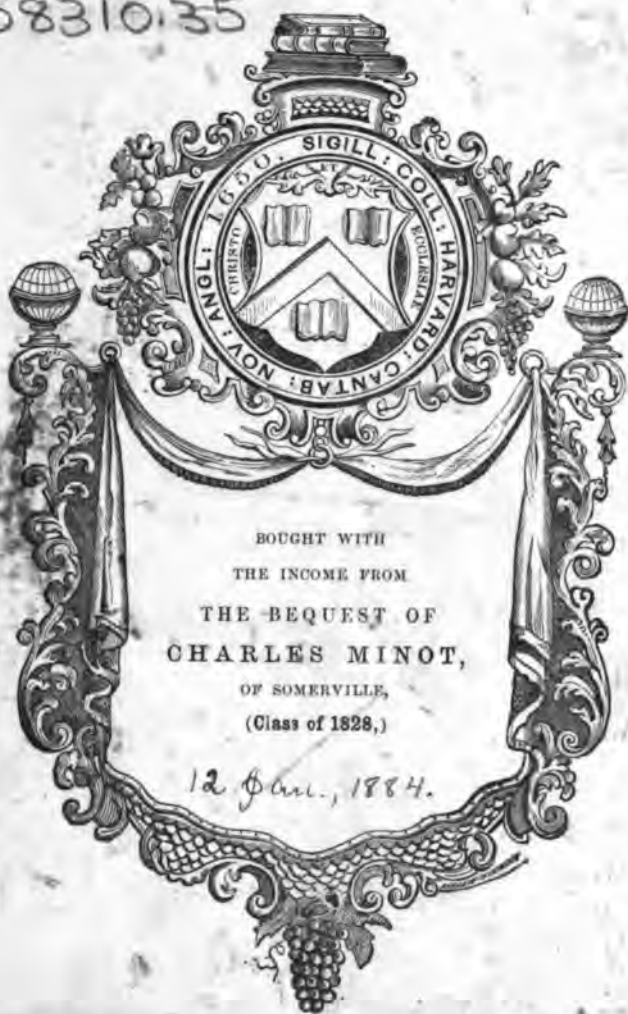 68310.35
SIGILL: COLL: HARVARD: CANTAB: NOV: ANGL: 1650.
ET
CHRISTO
ECCLESIAE
BOUGHT WITH
THE INCOME FROM
THE BEQUEST OF
CHARLES MINOT,
OF SOMERVILLE,
(Class of 1828,)
12 Jan., 1884.